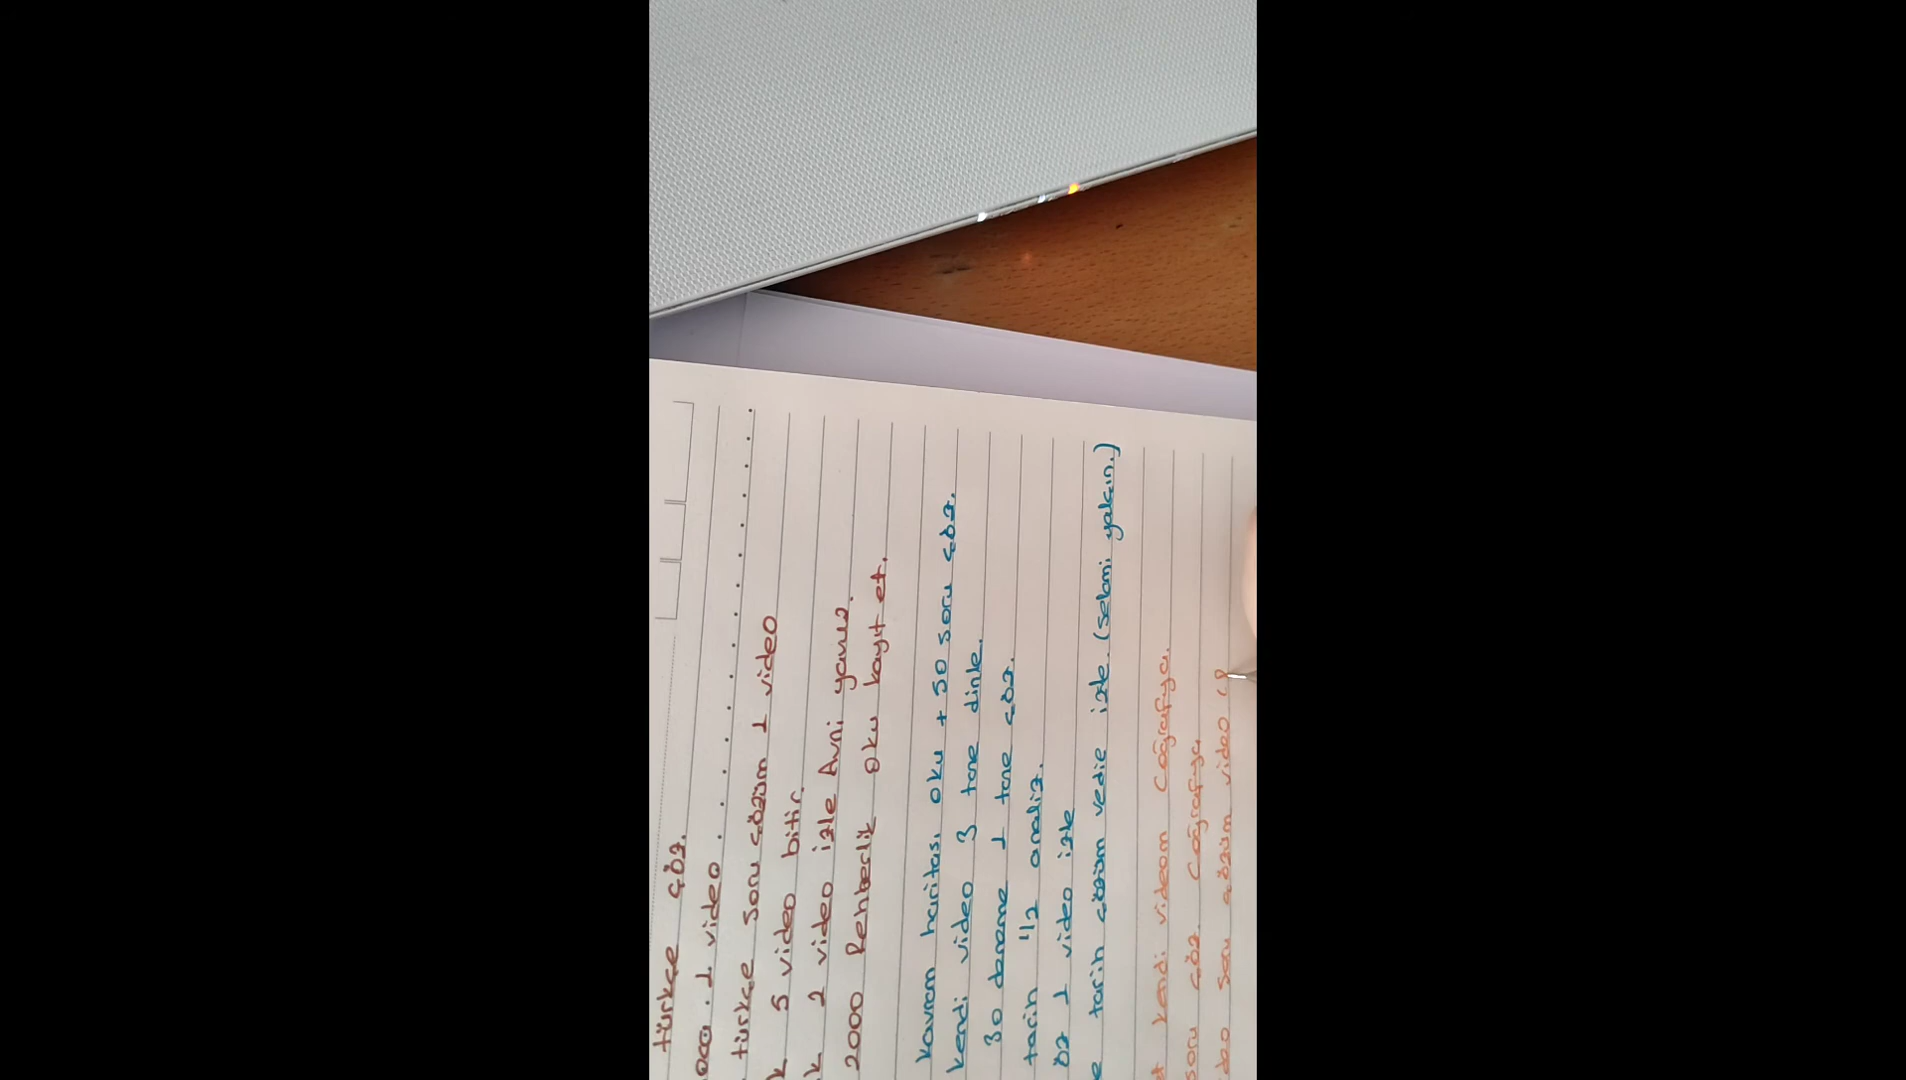 türkçe çöz.
1 video
türkçe soru çözüm 1 video
5 video bitir.
2 video izle Avni yavuz.
2000 Rehberlik oku kayıt et.
kavram haritası oku + 50 soru çöz.
kendi video 3 tane dinle.
30 deneme 1 tane çöz.
tarih 1/2 analiz.
1 video izle
tarih çözüm izle. (selami yalçın.)
kendi videom Coğrafya.
soru çöz. Coğrafya
soru çözüm video (